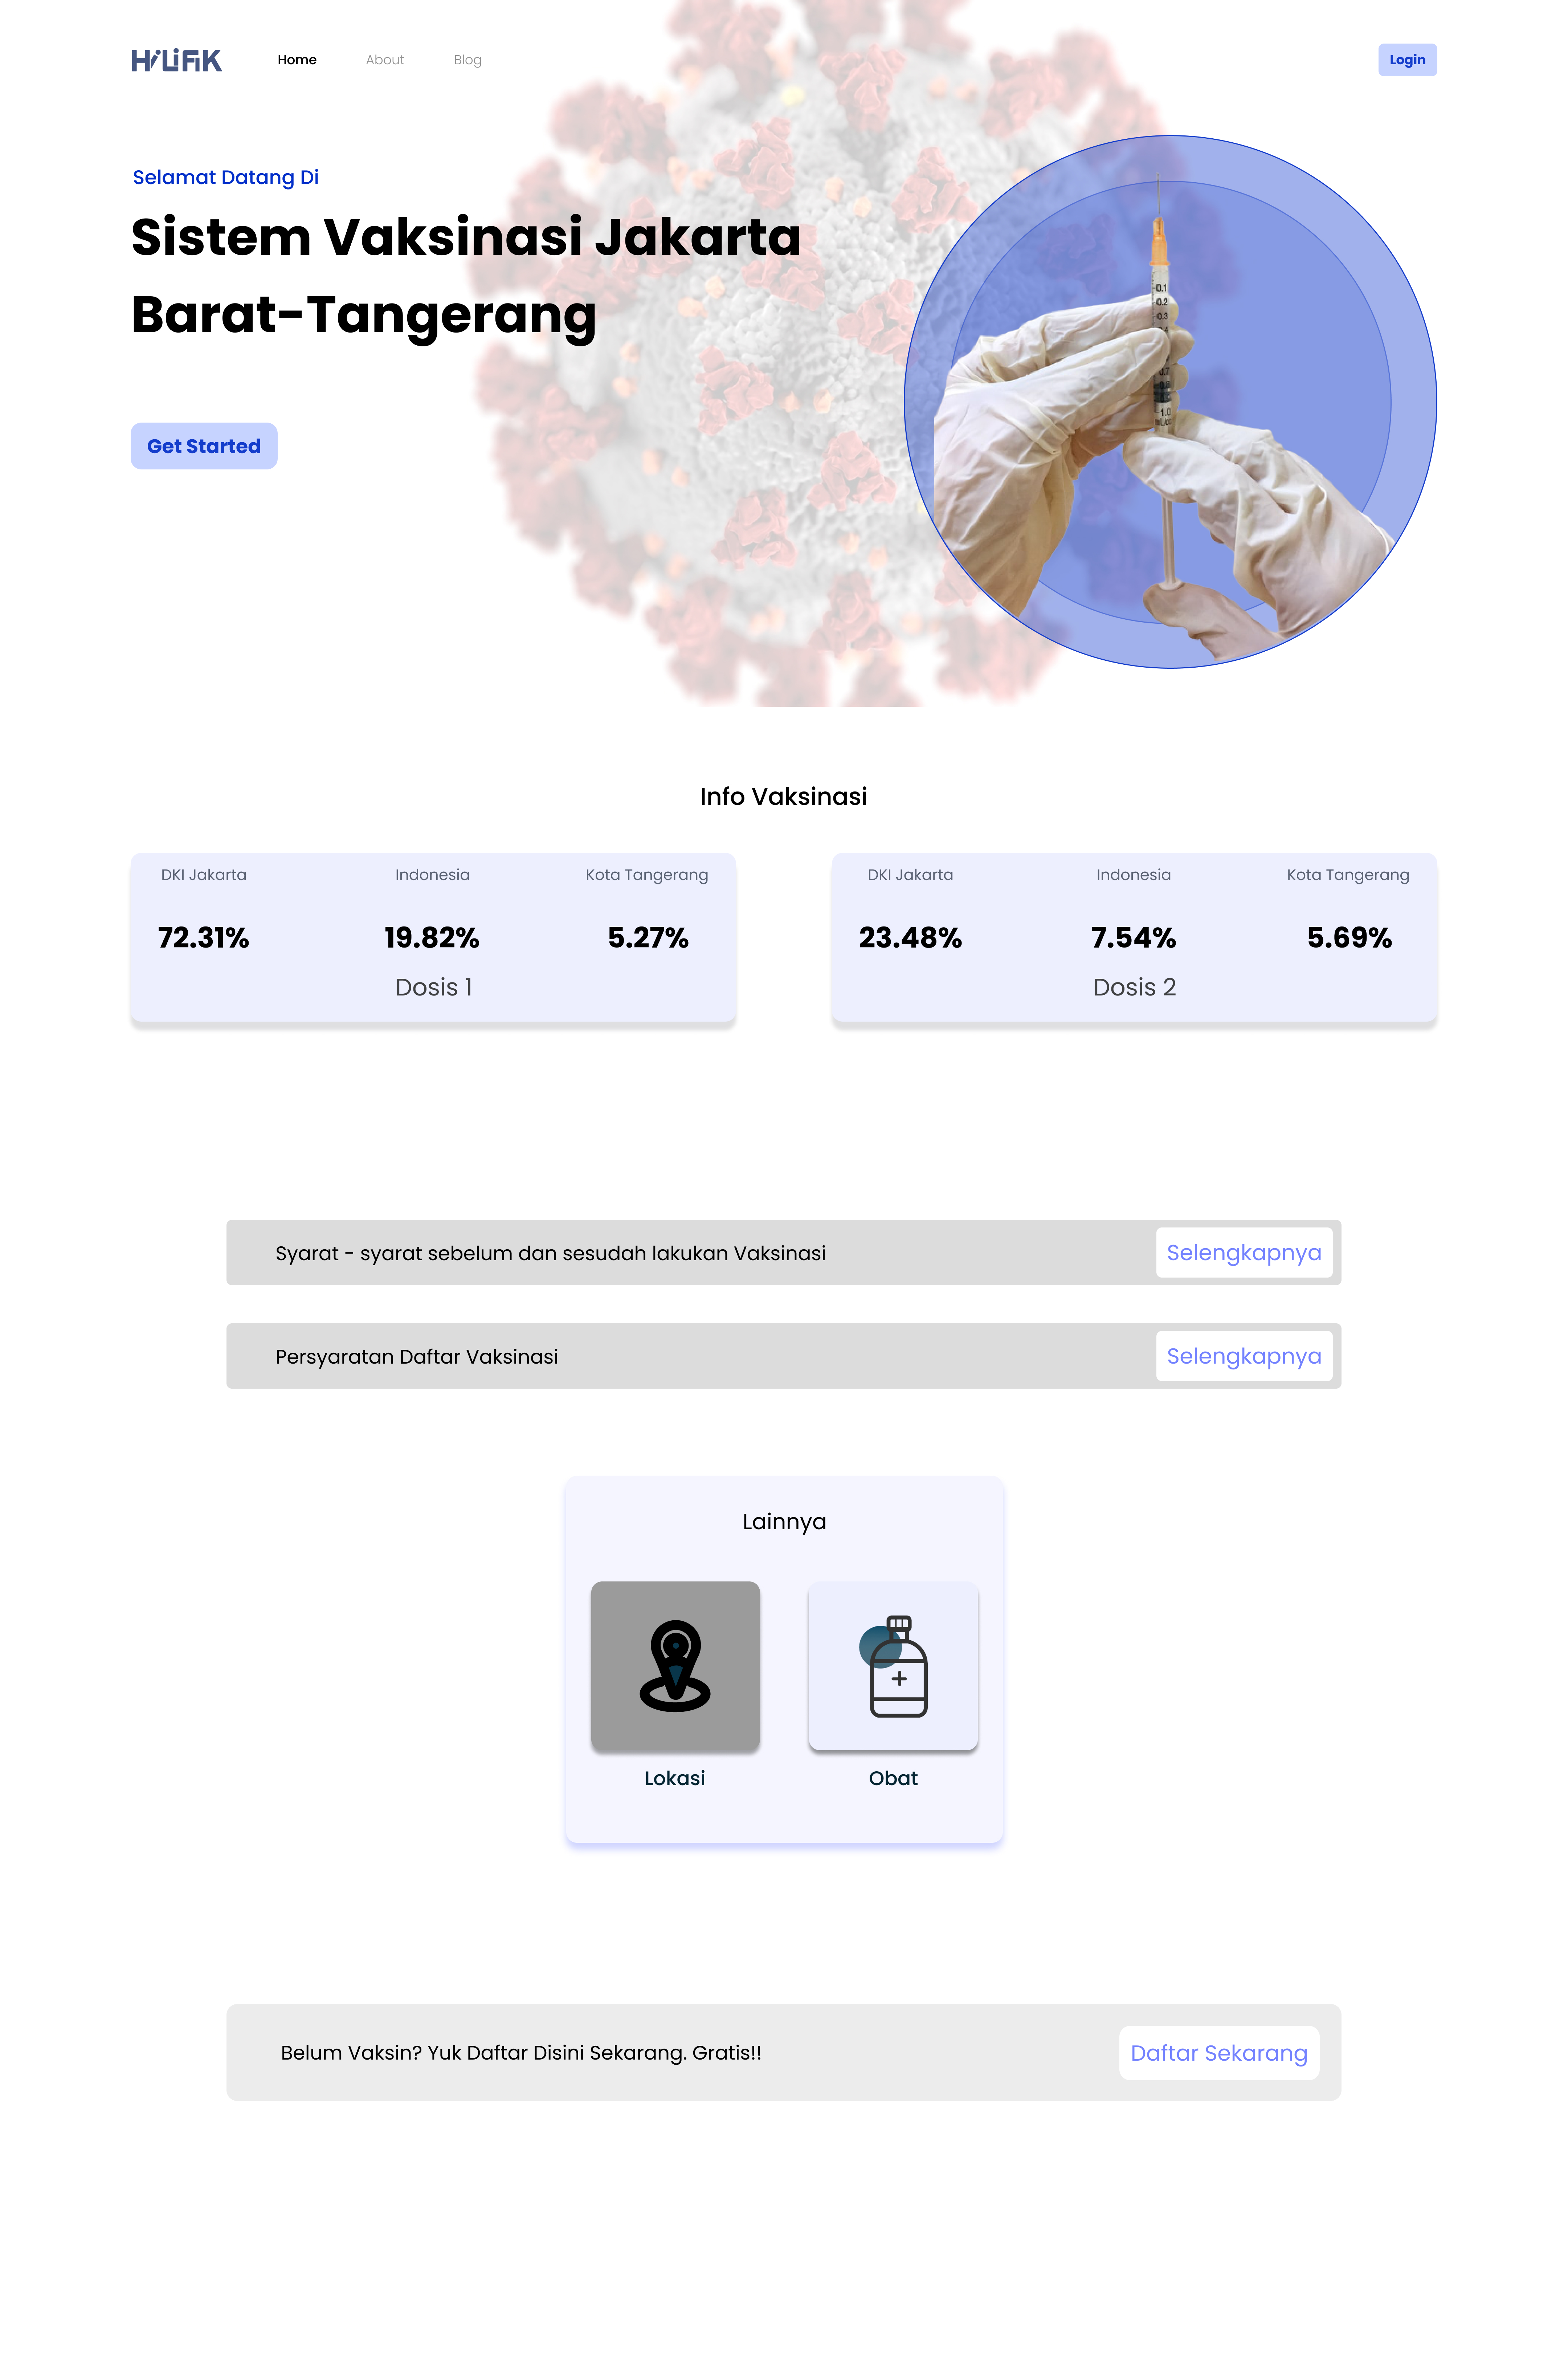 HiLiFiK
Home
About
Blog
Login
Selamat Datang Di
Sistem Vaksinasi Jakarta
Barat-Tangerang
Get Started
0.1
0.2
0.3
1.0
Info Vaksinasi
DKI Jakarta
Indonesia
Kota Tangerang
72.31%
19.82%
5.27%
Dosis 1
DKI Jakarta
Indonesia
Kota Tangerang
23.48%
7.54%
5.69%
Dosis 2
Syarat - syarat sebelum dan sesudah lakukan Vaksinasi
Selengkapnya
Persyaratan Daftar Vaksinasi
Selengkapnya
Lainnya
Lokasi
Obat
Belum Vaksin? Yuk Daftar Disini Sekarang. Gratis!!
Daftar Sekarang